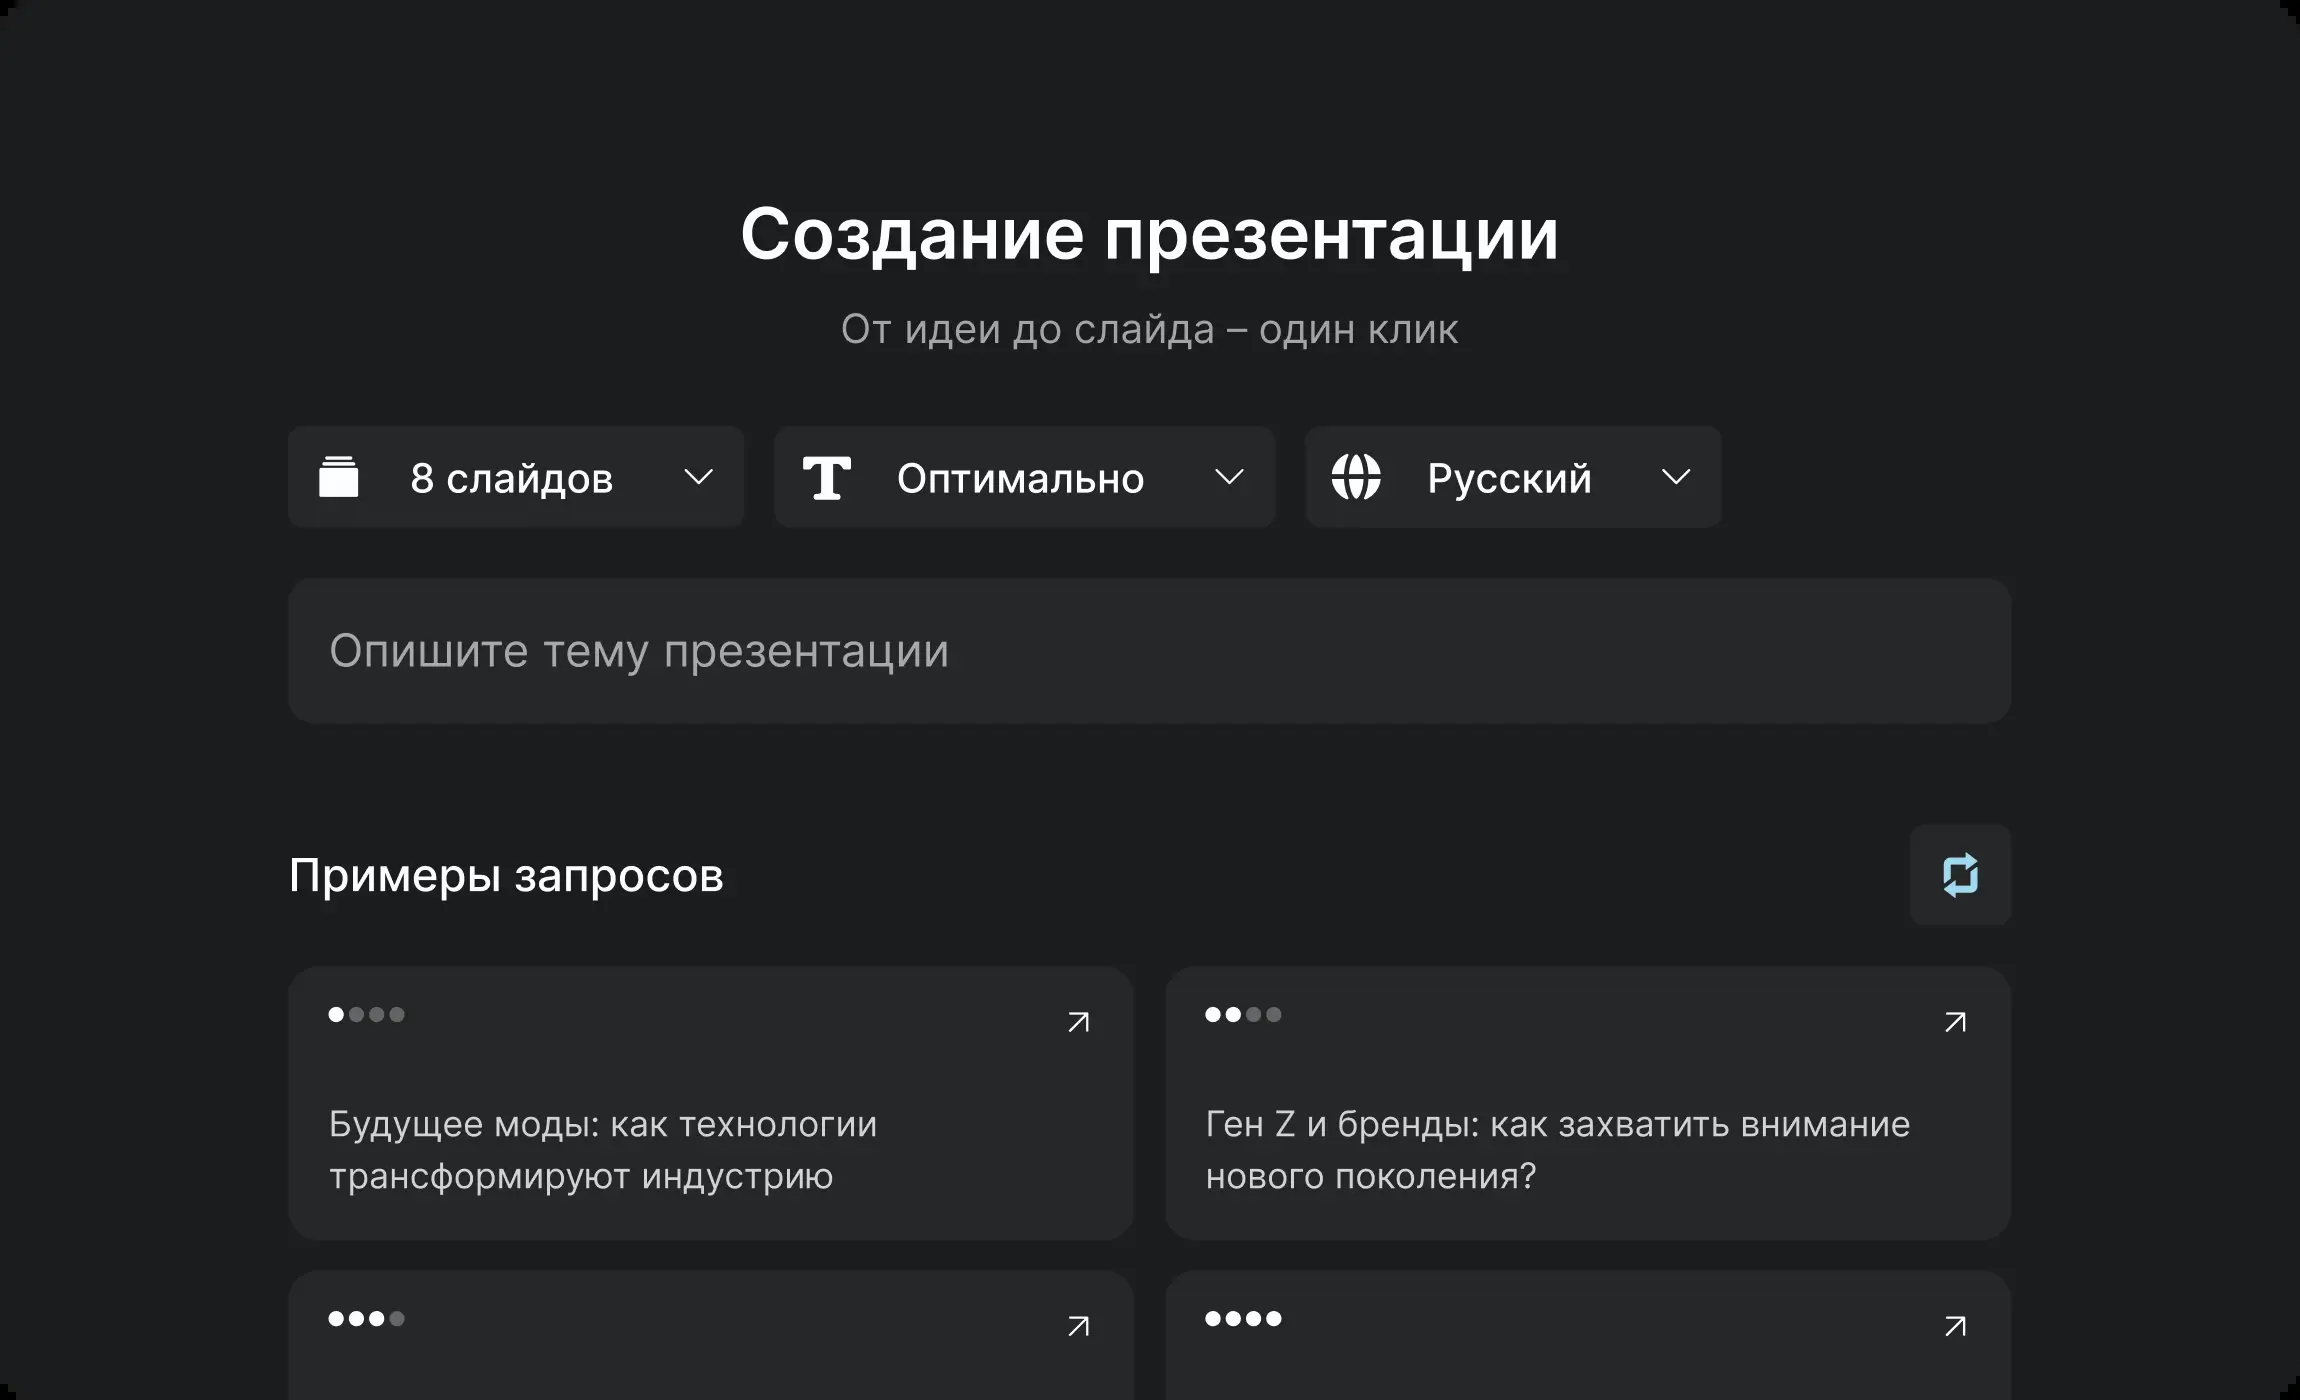 Создание презентации
От идеи до слайда – один клик
8 слайдов
Оптимально
Русский
Опишите тему презентации
Примеры запросов
Будущее моды: как технологии
трансформируют индустрию
Ген Z и бренды: как захватить внимание
нового поколения?